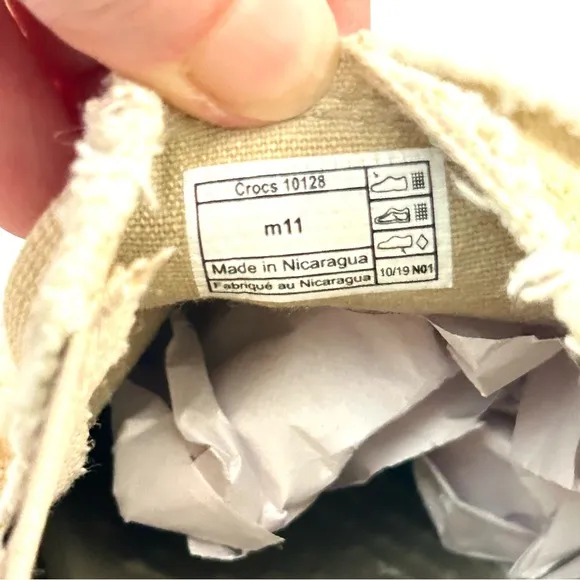 Crocs 10128
m11
Made in Nicaragua
Fabriqué au Nicaragua
10/19 N01